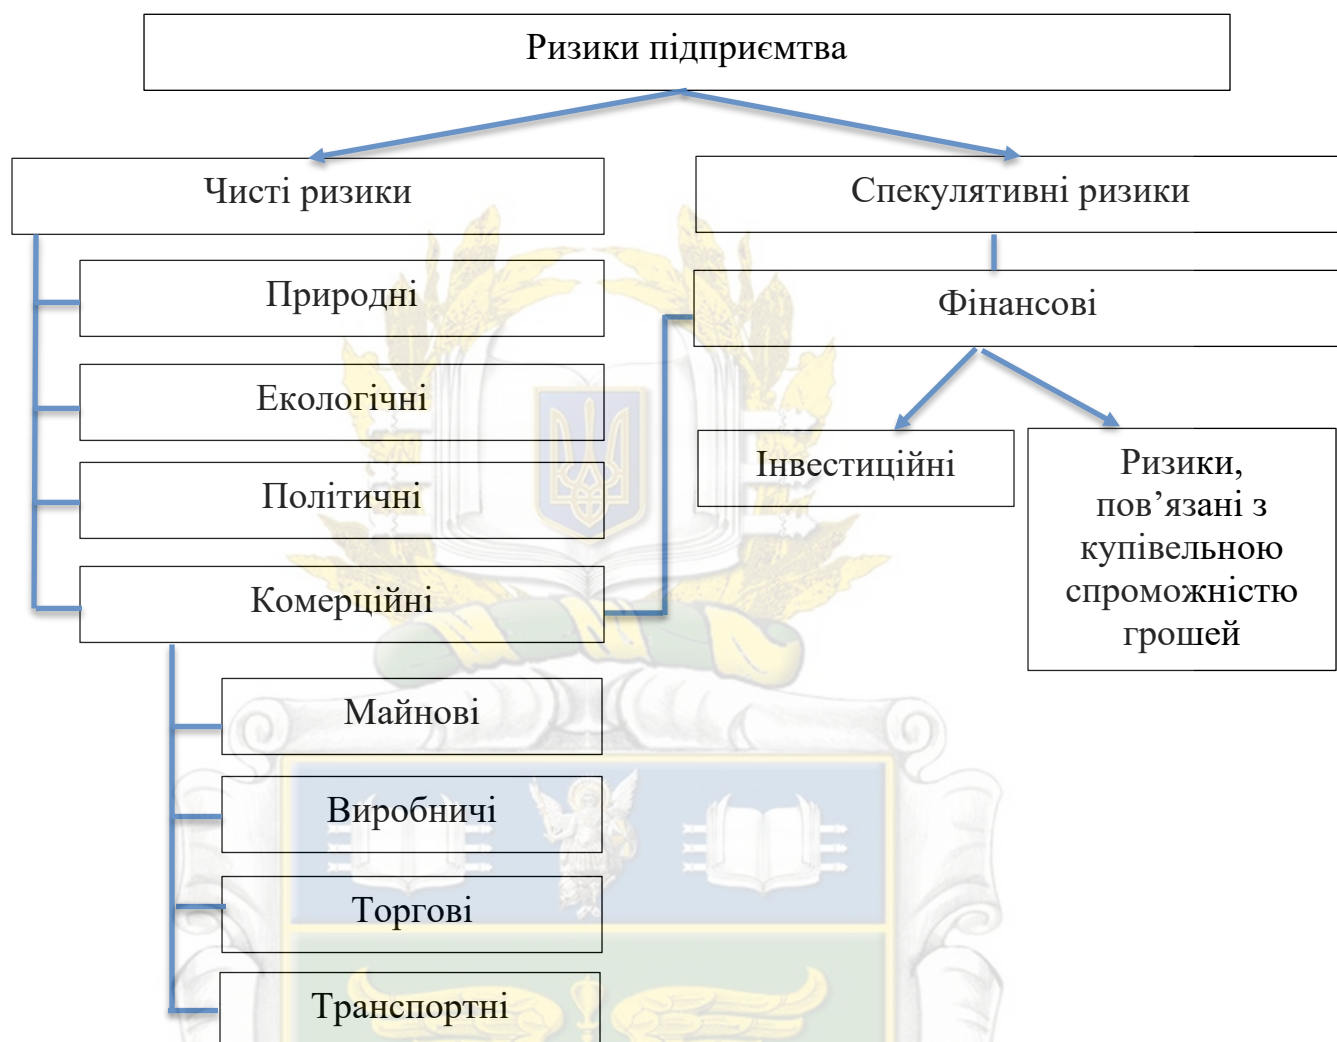 Ризики підприємтва
Чисті ризики
Спекулятивні ризики
Природні
Фінансові
Екологічні
Інвестиційні
Ризики,
пов’язані з
купівельною
спроможністю
грошей
Політичні
Комерційні
Майнові
Виробничі
Торгові
Транспортні